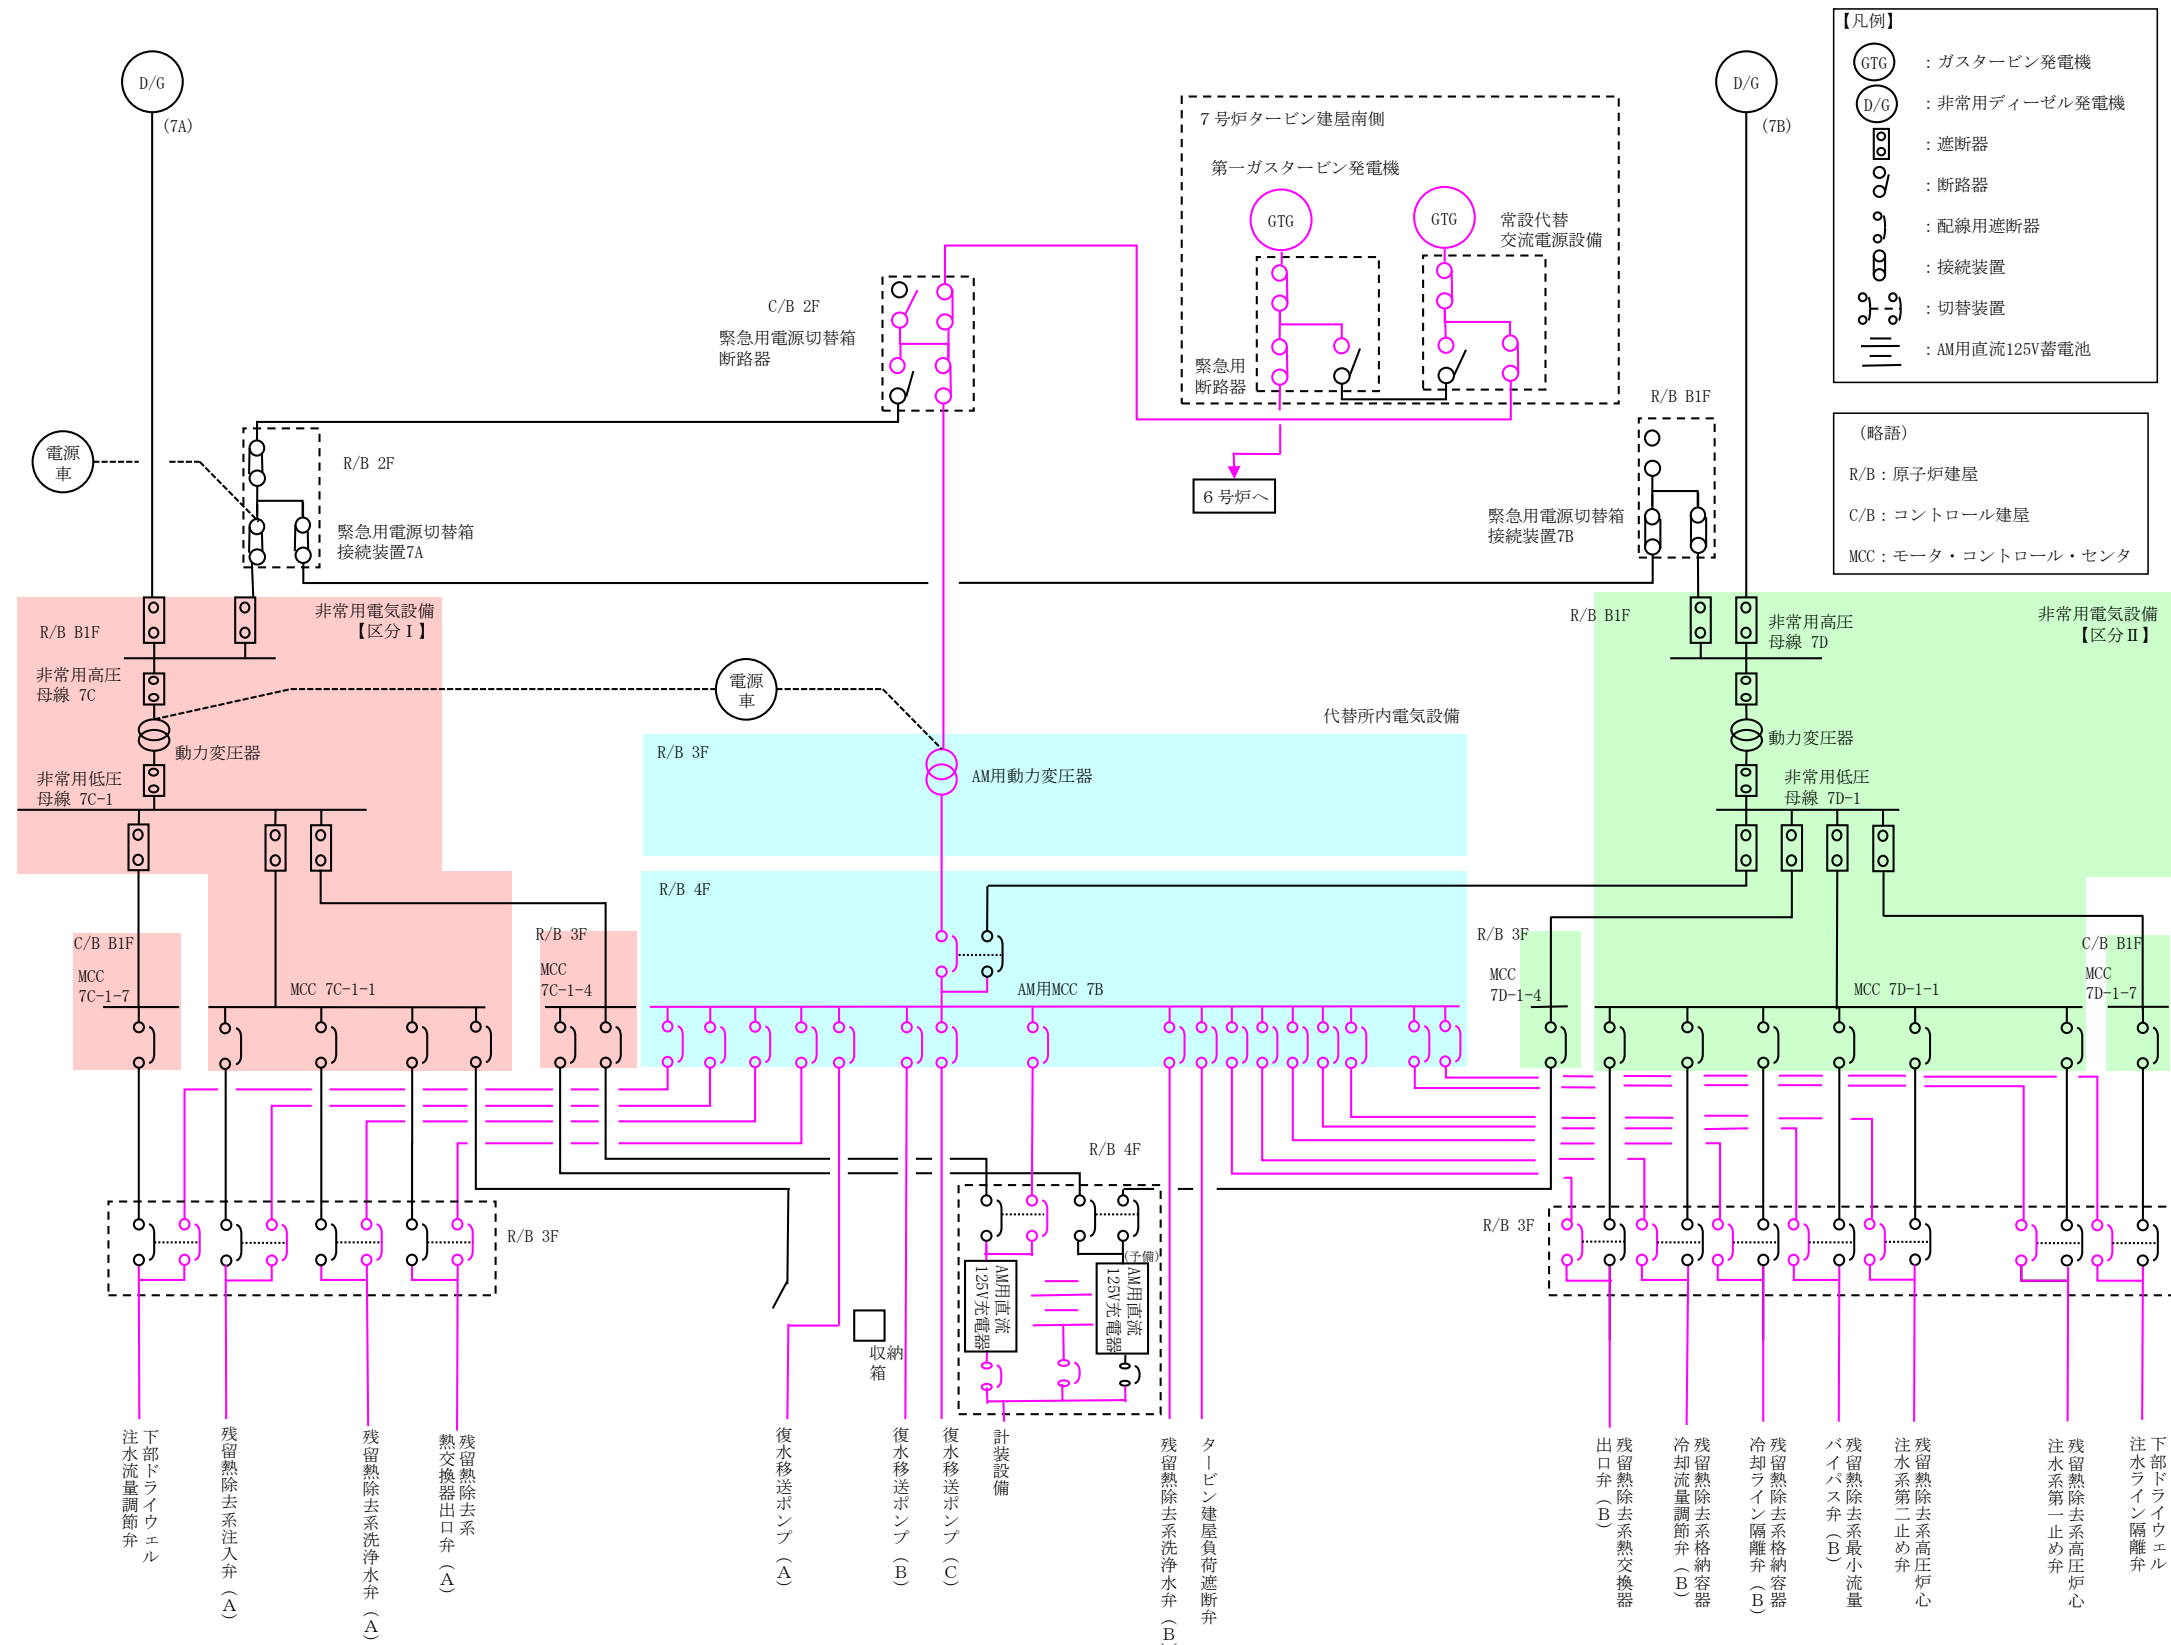 【凡例】
GTG
：ガスタービン発電機
D/G
：非常用ディーゼル発電機
：遮断器
：断路器
：配線用遮断器
：接続装置
：切替装置
：AM用直流125V蓄電池
（略語）
R/B：原子炉建屋
C/B：コントロール建屋
MCC：モータ・コントロール・センタ
D/G
(7A)
D/G
(7B)
７号炉タービン建屋南側
第一ガスタービン発電機
GTG
GTG
常設代替
交流電源設備
緊急用
断路器
６号炉へ
C/B 2F
緊急用電源切替箱
断路器
電源
車
R/B 2F
緊急用電源切替箱
接続装置7A
R/B B1F
緊急用電源切替箱
接続装置7B
非常用電気設備
【区分Ⅰ】
R/B B1F
非常用高圧
母線 7C
動力変圧器
非常用低圧
母線 7C-1
電源
車
代替所内電気設備
R/B 3F
AM用動力変圧器
R/B 4F
R/B B1F
非常用高圧
母線 7D
非常用電気設備
【区分Ⅱ】
動力変圧器
非常用低圧
母線 7D-1
C/B B1F
MCC
7C-1-7
MCC 7C-1-1
R/B 3F
MCC
7C-1-4
AM用MCC 7B
R/B 3F
MCC
7D-1-4
MCC 7D-1-1
C/B B1F
MCC
7D-1-7
R/B 3F
R/B 4F
(予備)
AM用直流
125V充電器
AM用直流
125V充電器
収納
箱
R/B 3F
下部ドライウェル
注水流量調節弁
残留熱除去系注入弁（Ａ）
残留熱除去系洗浄水弁（Ａ）
残留熱除去系
熱交換器出口弁（Ａ）
復水移送ポンプ（Ａ）
復水移送ポンプ（Ｂ）
復水移送ポンプ（Ｃ）
計装設備
残留熱除去系洗浄水弁（Ｂ）
タービン建屋負荷遮断弁
残留熱除去系熱交換器
出口弁（Ｂ）
残留熱除去系格納容器
冷却流量調節弁（Ｂ）
残留熱除去系格納容器
冷却ライン隔離弁（Ｂ）
残留熱除去系最小流量
バイパス弁（Ｂ）
残留熱除去系高圧炉心
注水系第二止め弁
残留熱除去系高圧炉心
注水系第一止め弁
下部ドライウェル
注水ライン隔離弁